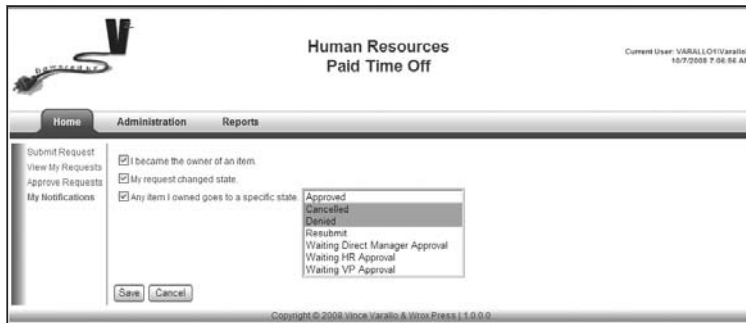 V
powered by
Human Resources
Paid Time Off
Current User: VARALLO1\Varallo
10/7/2008 7:06:56 AM
Home
Administration
Reports
Submit Request
View My Requests
Approve Requests
My Notifications
I became the owner of an item.
My request changed state.
Any item I owned goes to a specific state.
Approved
Cancelled
Denied
Resubmit
Waiting Direct Manager Approval
Waiting HR Approval
Waiting VP Approval
Save
Cancel
Copyright © 2008 Vince Varallo & Wrox Press | 1.0.0.0